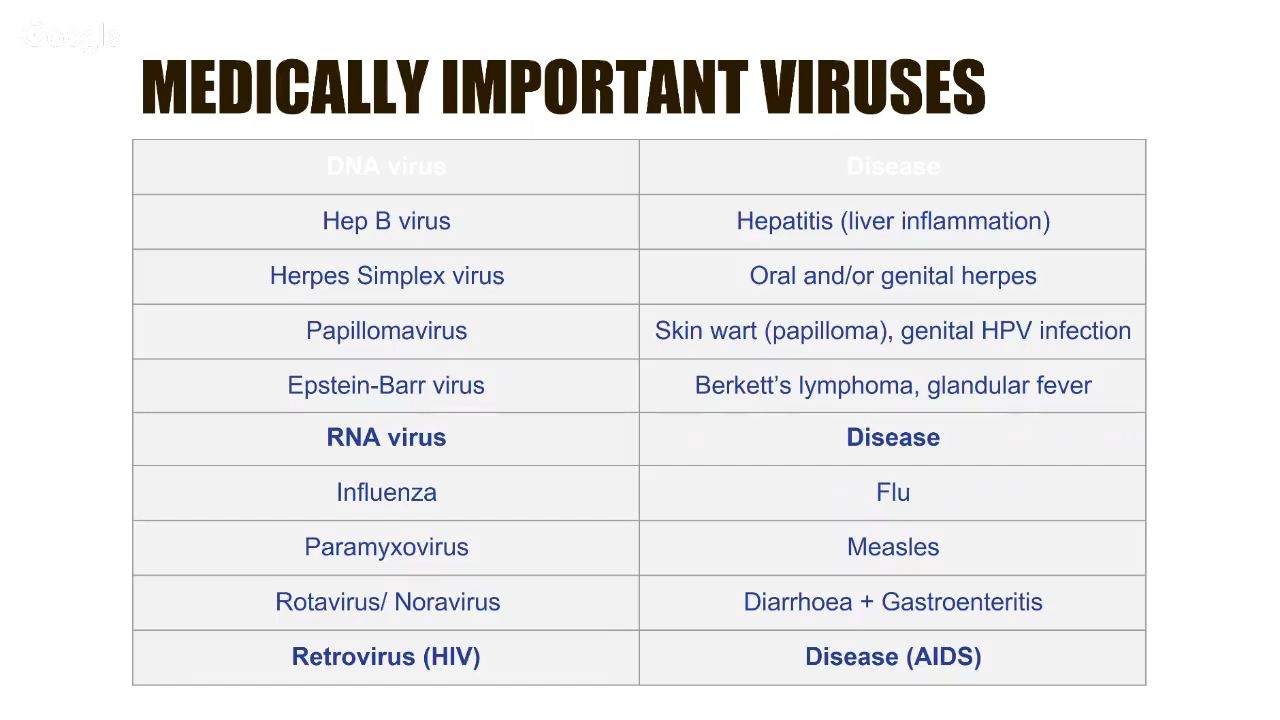 Google
MEDICALLY IMPORTANT VIRUSES
DNA virus
Disease
Hep B virus
Hepatitis (liver inflammation)
Herpes Simplex virus
Oral and/or genital herpes
Papillomavirus
Skin wart (papilloma), genital HPV infection
Epstein-Barr virus
Berkett’s lymphoma, glandular fever
RNA virus
Disease
Influenza
Flu
Paramyxovirus
Measles
Rotavirus/ Noravirus
Diarrhoea + Gastroenteritis
Retrovirus (HIV)
Disease (AIDS)